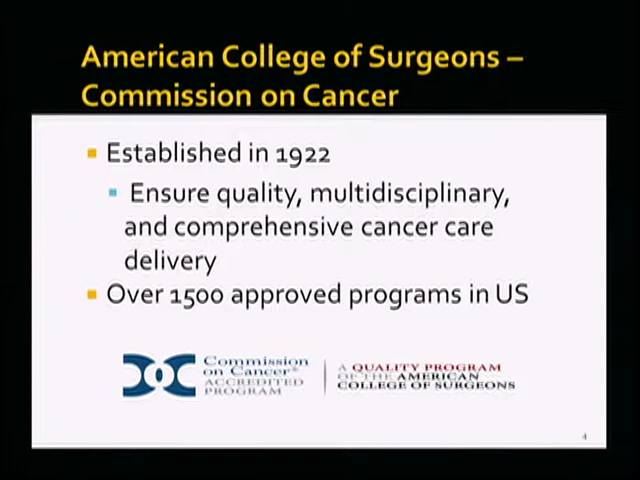 American College of Surgeons –
Commission on Cancer
Established in 1922
Ensure quality, multidisciplinary,
and comprehensive cancer care
delivery
Over 1500 approved programs in US
Commission
on Cancer®
ACCREDITED
PROGRAM
A QUALITY PROGRAM
OF THE AMERICAN
COLLEGE OF SURGEONS
4